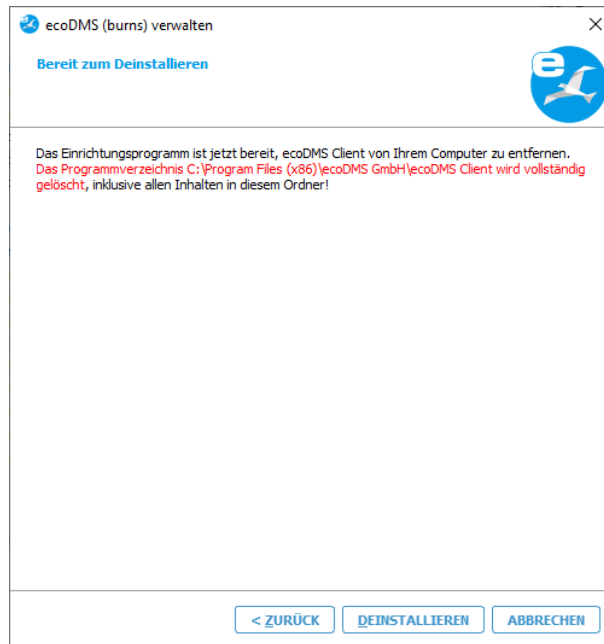 ecoDMS (burns) verwalten
Bereit zum Deinstallieren
e
Das Einrichtungsprogramm ist jetzt bereit, ecoDMS Client von Ihrem Computer zu entfernen.
Das Programmverzeichnis C:\Program Files (x86)\ecoDMS GmbH\ecoDMS Client wird vollständig
gelöscht, inklusive allen Inhalten in diesem Ordner!
< ZURÜCK DEINSTALLIEREN ABBRECHEN